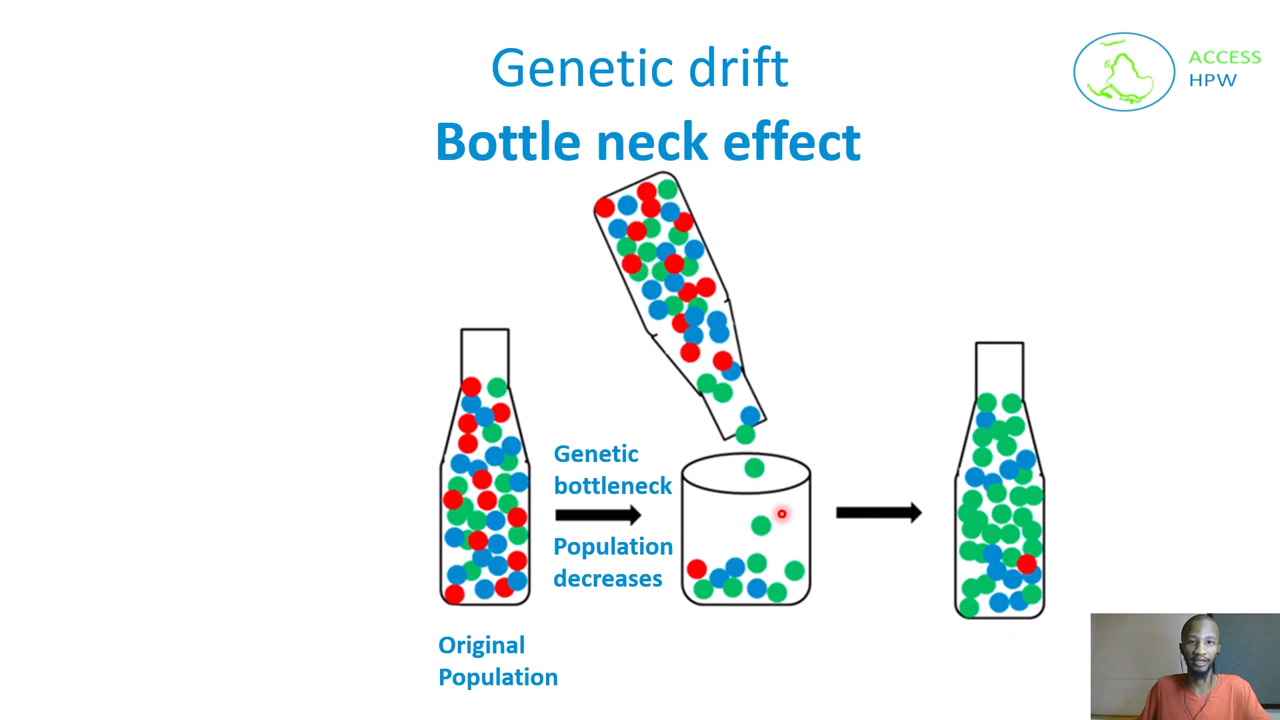 Genetic drift
Bottle neck effect
ACCESS
HPW
Genetic
bottleneck
Population
decreases
Original
Population